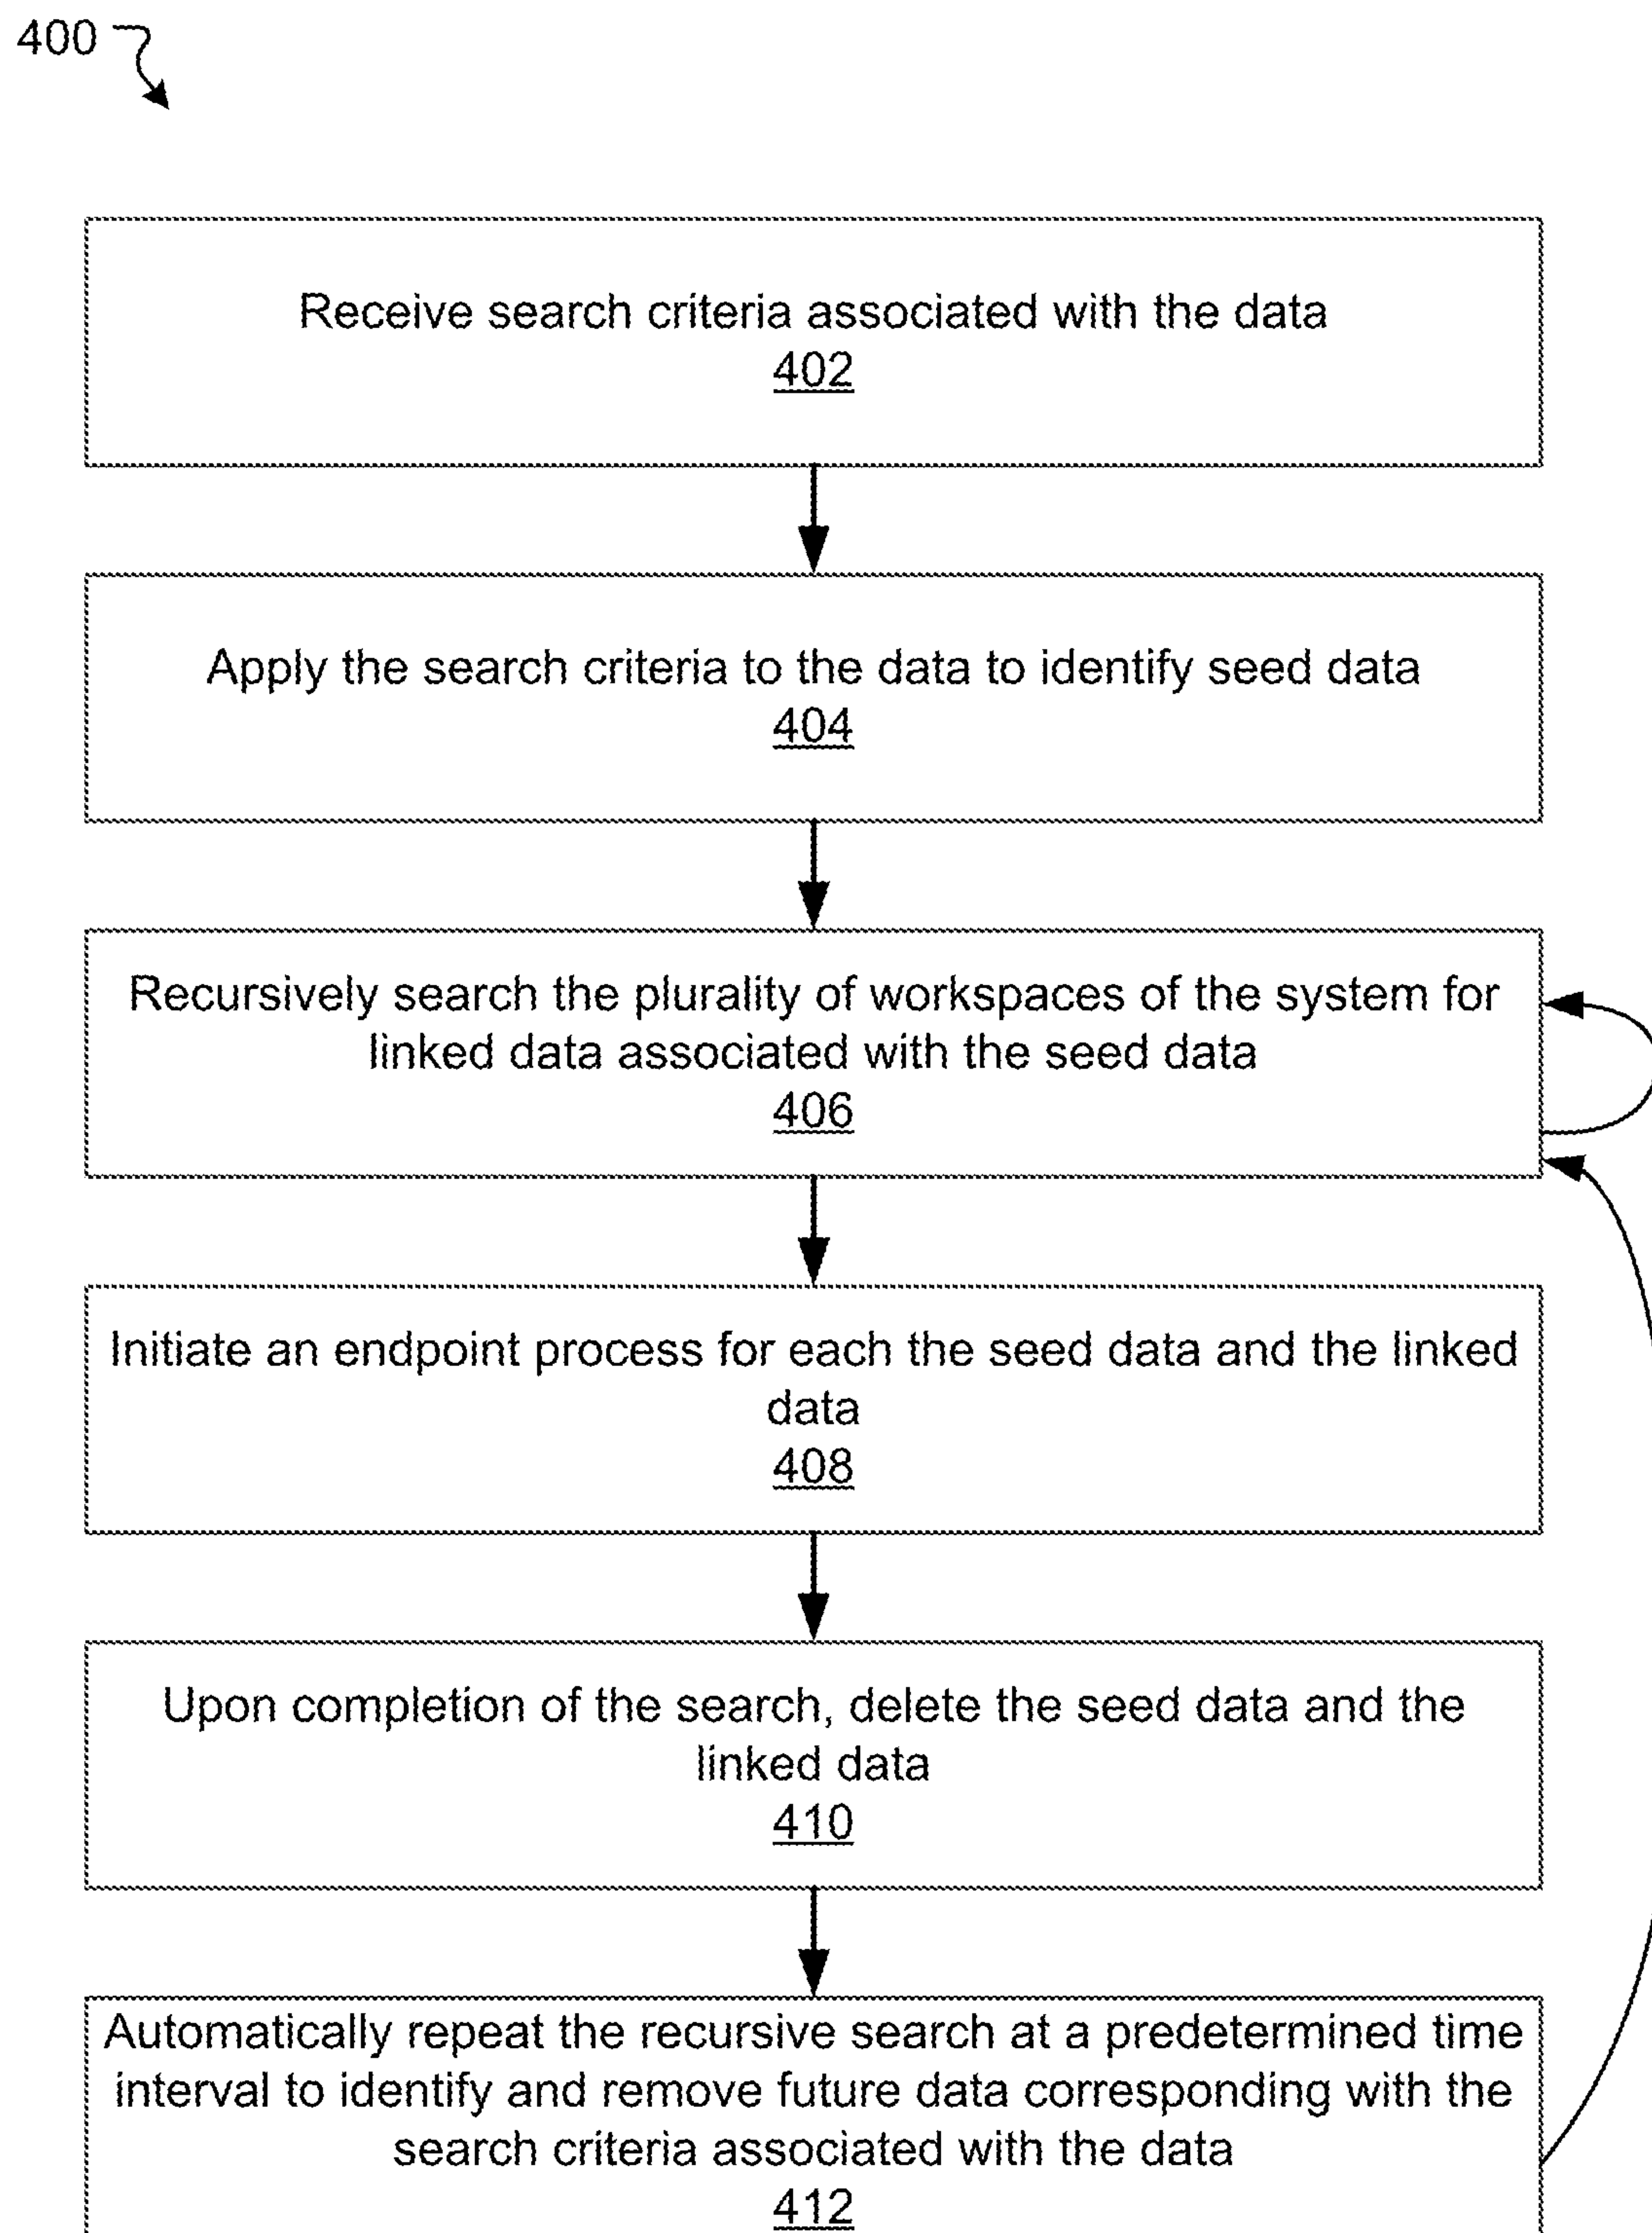 400
Receive search criteria associated with the data
402
Apply the search criteria to the data to identify seed data
404
Recursively search the plurality of workspaces of the system for
linked data associated with the seed data
406
Initiate an endpoint process for each the seed data and the linked
data
408
Upon completion of the search, delete the seed data and the
linked data
410
Automatically repeat the recursive search at a predetermined time
interval to identify and remove future data corresponding with the
search criteria associated with the data
412